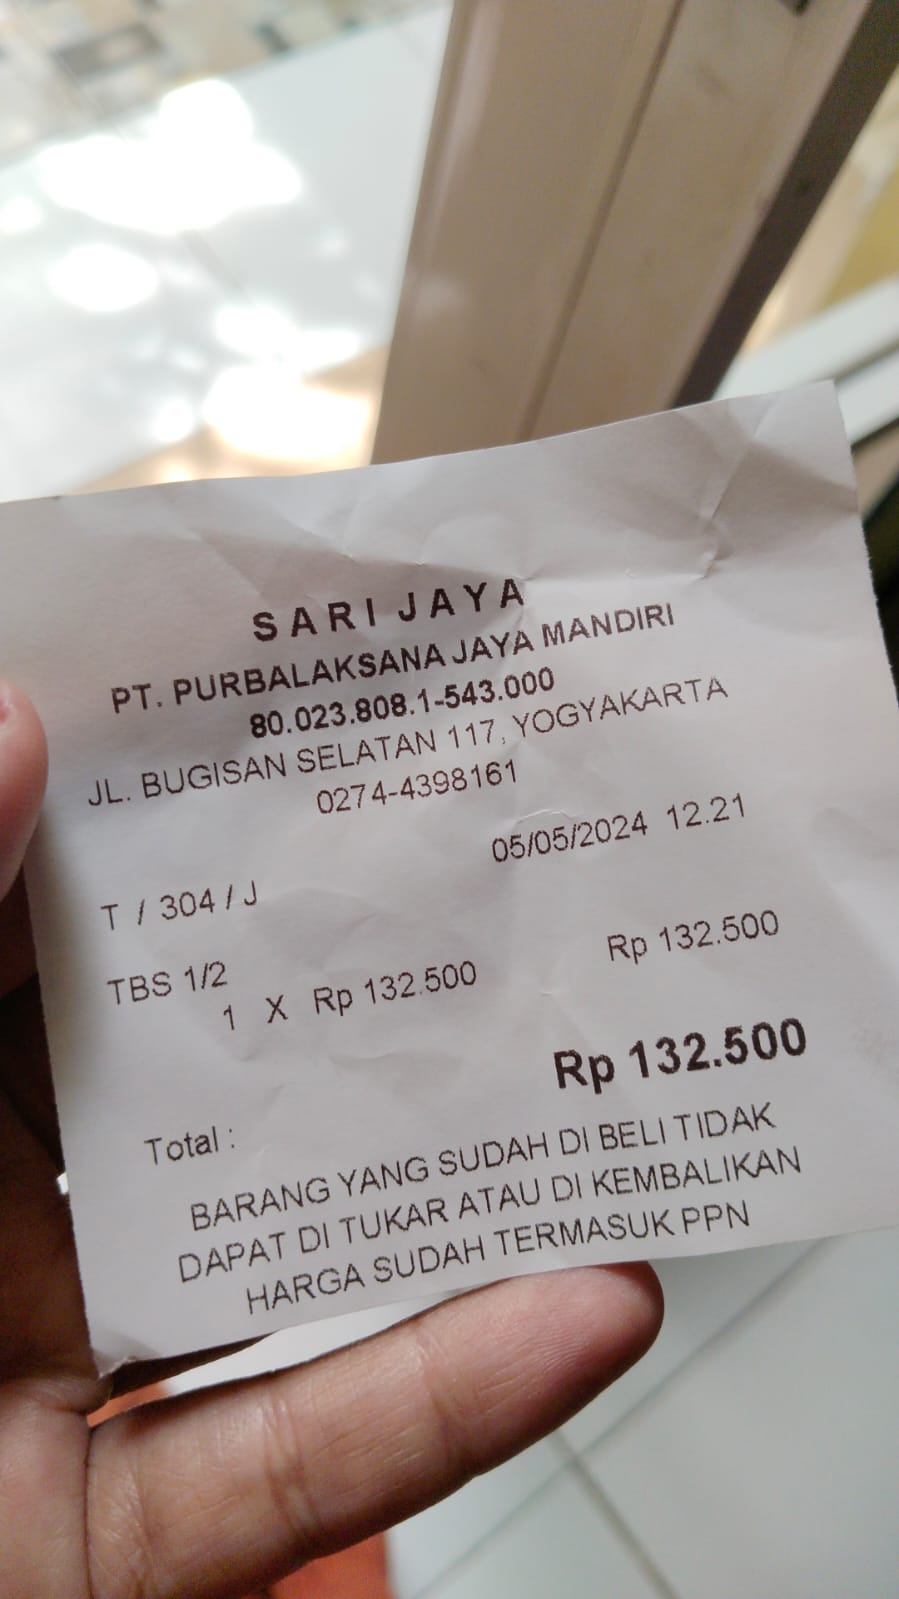 SARI JAYA
PT. PURBALAKSANA JAYA MANDIRI
80.023.808.1-543.000
JL. BUGISAN SELATAN 117, YOGYAKARTA
0274-4398161
05/05/2024 12.21
T / 304 / J
TBS 1/2
1 X Rp 132.500 Rp 132.500
Total : Rp 132.500
BARANG YANG SUDAH DI BELI TIDAK
DAPAT DI TUKAR ATAU DI KEMBALIKAN
HARGA SUDAH TERMASUK PPN